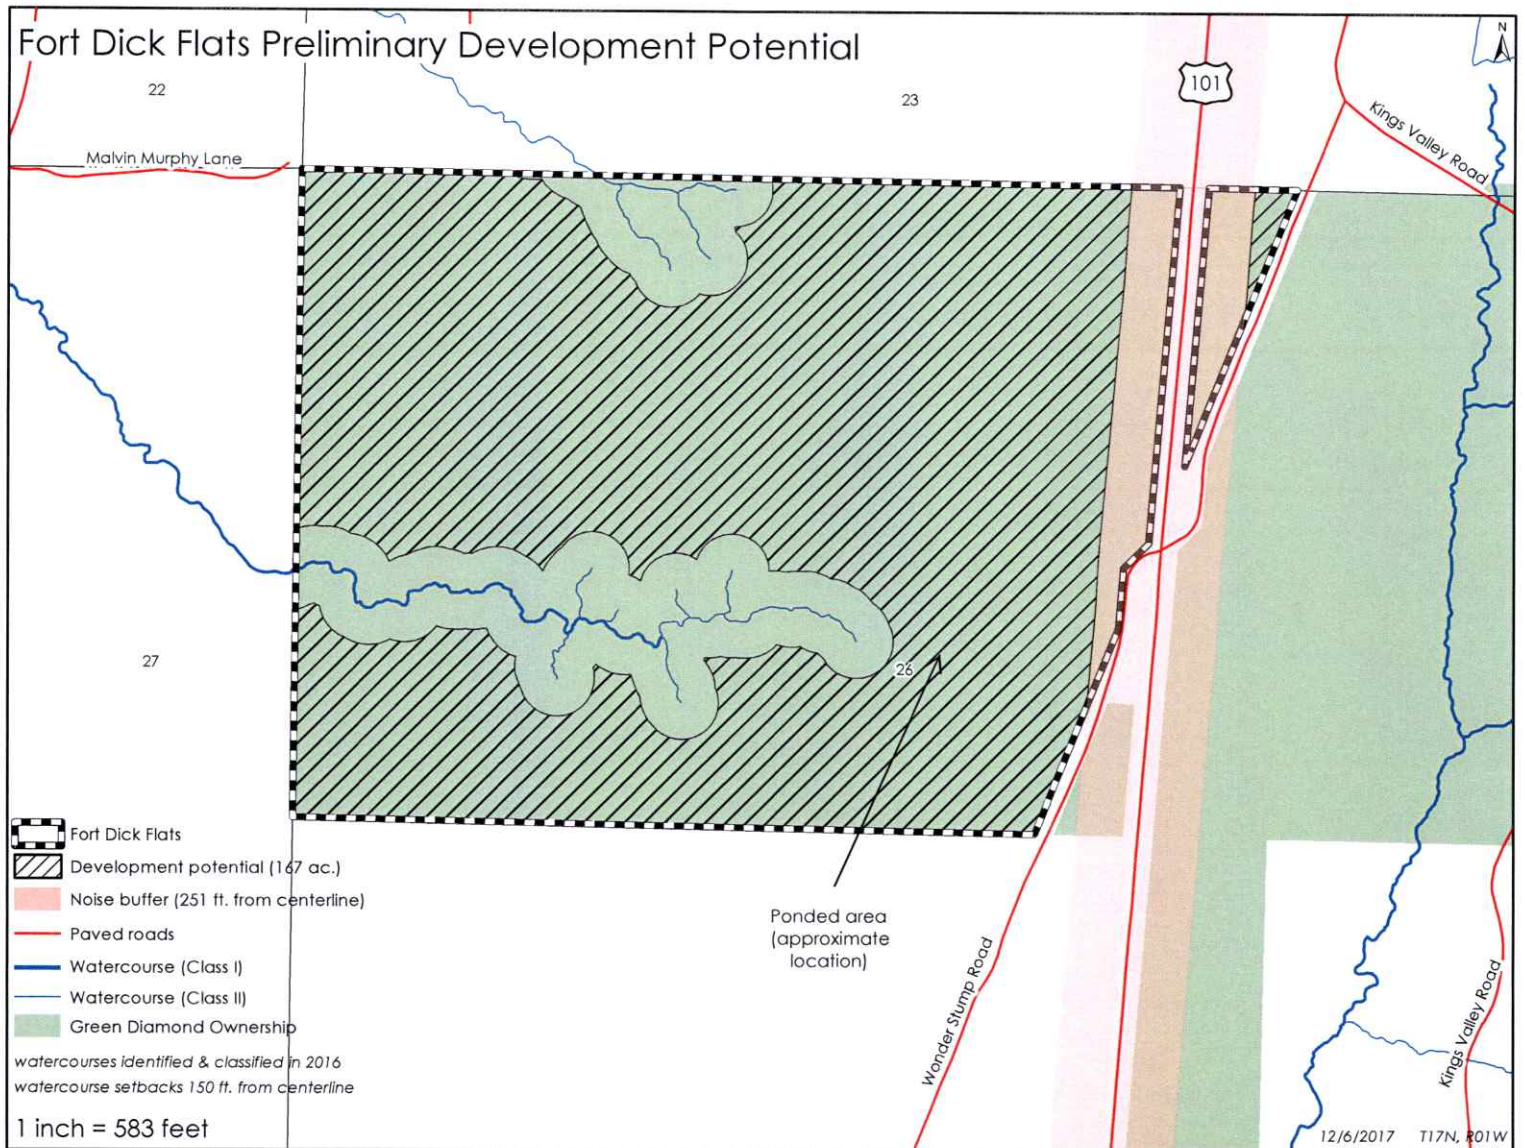 Fort Dick Flats Preliminary Development Potential
N
22
23
101
Kings Valley Road
Malvin Murphy Lane
27
26
Ponded area
(approximate
location)
Wonder Stump Road
Kings Valley Road
Fort Dick Flats
Development potential (167 ac.)
Noise buffer (251 ft. from centerline)
Paved roads
Watercourse (Class I)
Watercourse (Class II)
Green Diamond Ownership
watercourses identified & classified in 2016
watercourse setbacks 150 ft. from centerline
1 inch = 583 feet
12/6/2017 T17N, R01W